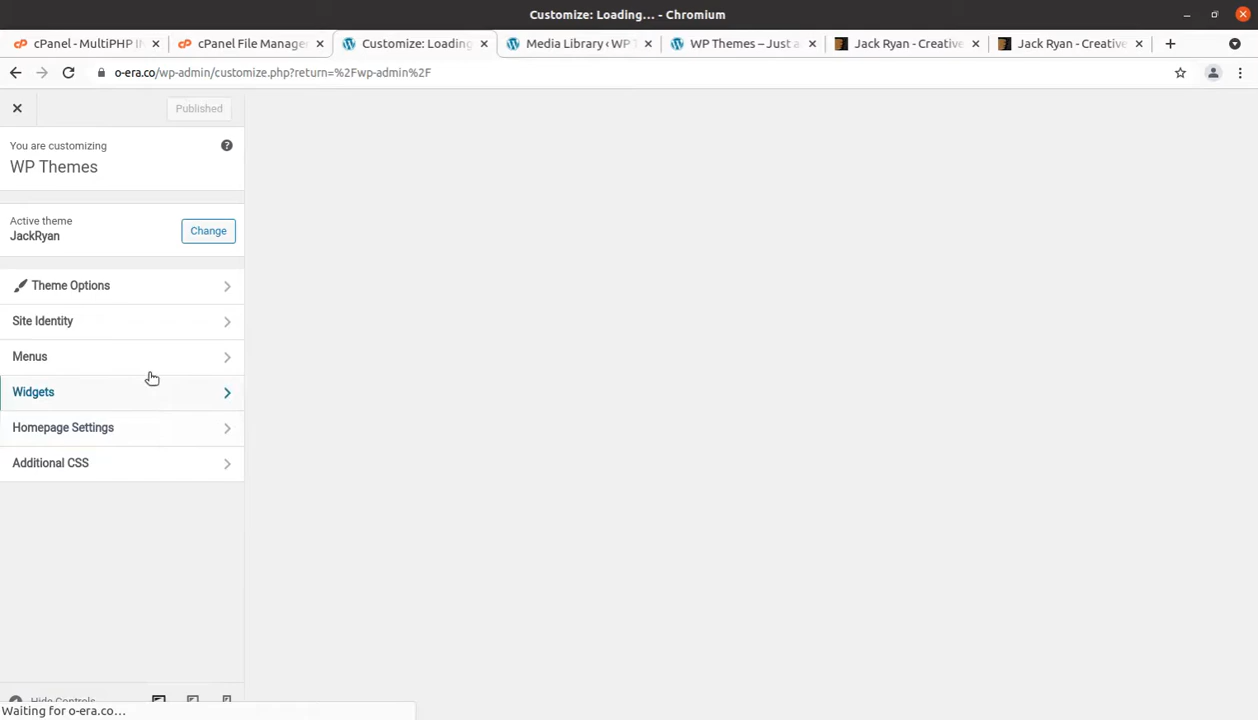 Customize: Loading... - Chromium
cPanel - MultiPHP I
cPanel File Manage
Customize: Loading
Media Library ‹ WP T
WP Themes – Just a
Jack Ryan - Creative
Jack Ryan - Creative
o-era.co/wp-admin/customize.php?return=%2Fwp-admin%2F
Published
You are customizing
WP Themes
Active theme
JackRyan
Change
Theme Options
Site Identity
Menus
Widgets
Homepage Settings
Additional CSS
Hide Controls
Waiting for o-era.co...